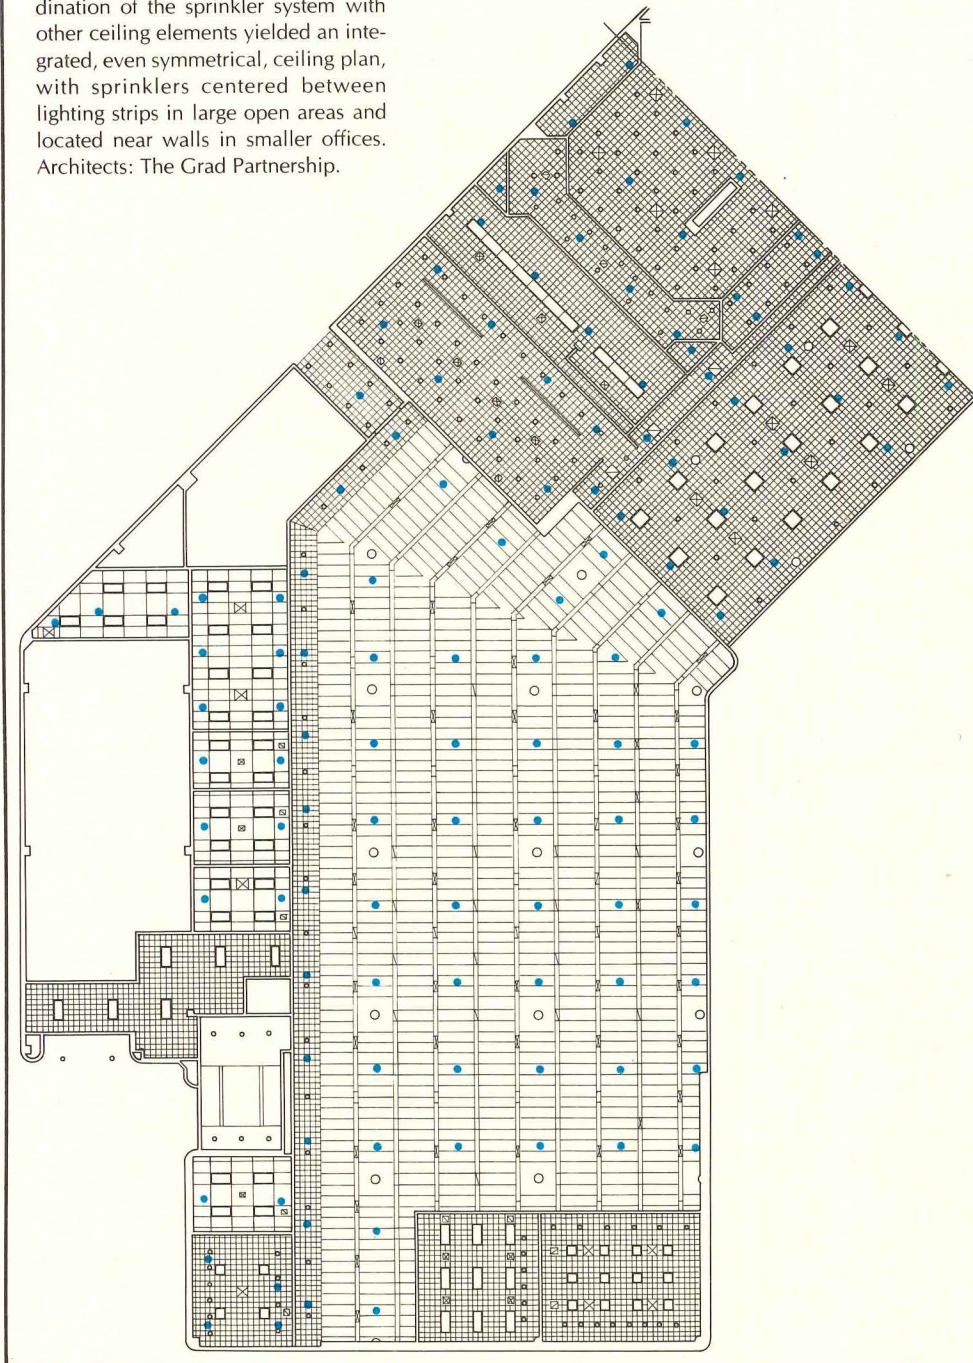 dination of the sprinkler system with
other ceiling elements yielded an inte-
grated, even symmetrical, ceiling plan,
with sprinklers centered between
lighting strips in large open areas and
located near walls in smaller offices.
Architects: The Grad Partnership.